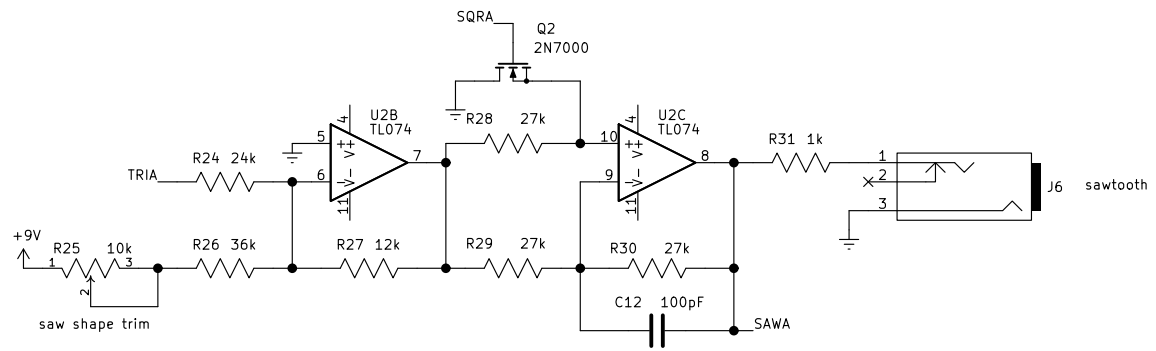 SQRA
Q2
2N7000
U2B
TL074
4
R28 27k
U2C
TL074
4
5
+
V+
7
10
+
V+
8
R31 1k
1
R24 24k
TRIA
6
V-
11
9
V-
11
2
3
J6 sawtooth
+9V
R25 10k
1
3
2
R26 36k
R27 12k
R29 27k
R30 27k
C12 100pF
saw shape trim
SAWA